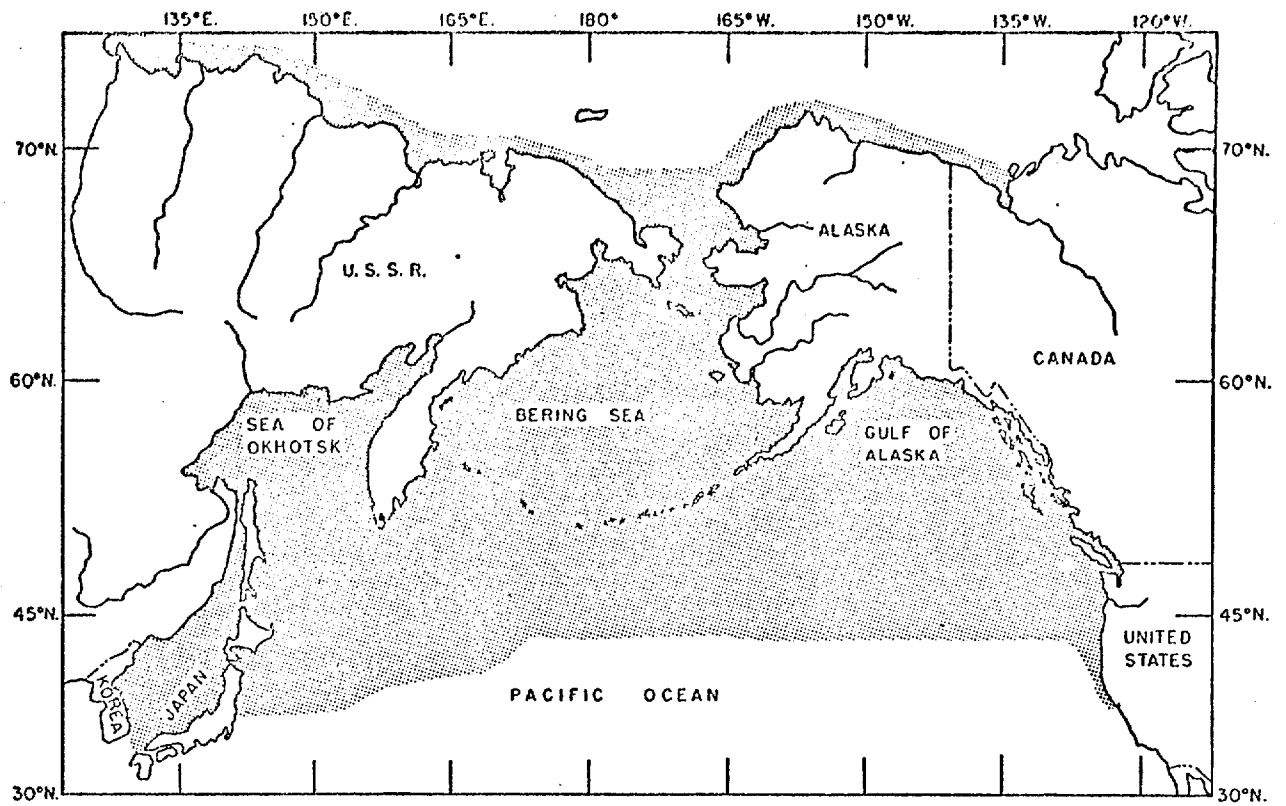 135°E. 150°E. 165°E. 180° 165°W. 150°W. 135°W. 120°W.
70°N. 70°N.
ALASKA
U. S. S. R.
CANADA
60°N. 60°N.
SEA OF
OKHOTSK
BERING SEA
GULF OF
ALASKA
45°N. 45°N.
UNITED
STATES
KOREA
JAPAN
PACIFIC OCEAN
30°N. 30°N.